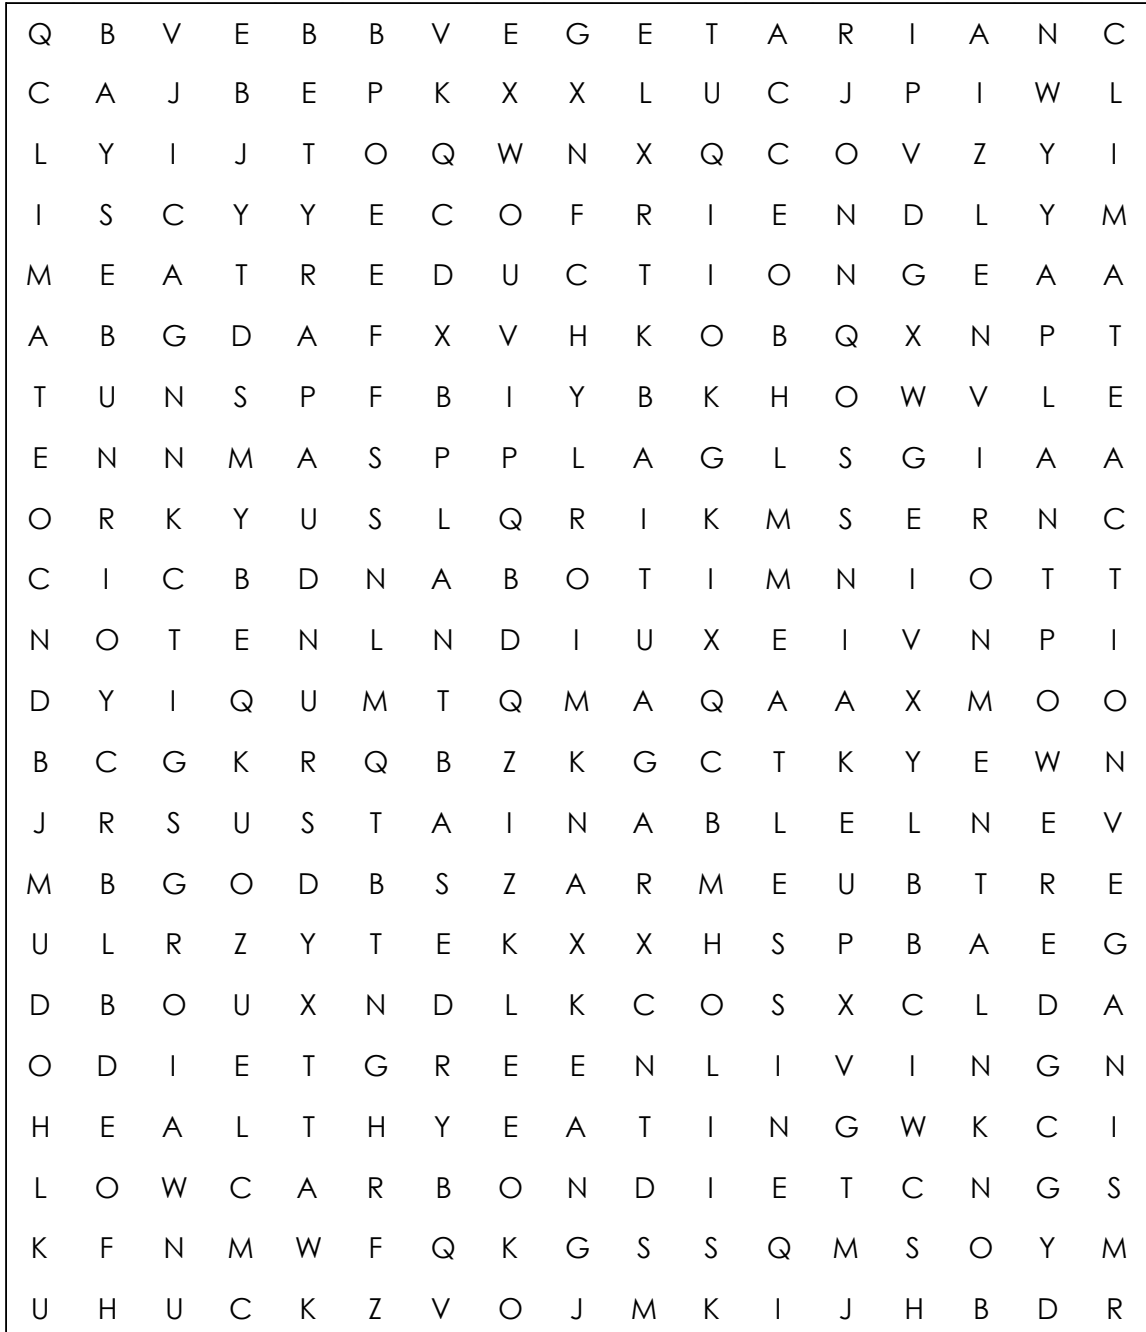 Q B V E B B V E G E T A R I A N C
C A J B E P K X X L U C J P I W L
L Y I J T O Q W N X Q C O V Z Y I
I S C Y Y E C O F R I E N D L Y M
M E A T R E D U C T I O N G E A A
A B G D A F X V H K O B Q X N P T
T U N S P F B I Y B K H O W V L E
E N N M A S P P L A G L S G I A A
O R K Y U S L Q R I K M S E R N C
C I C B D N A B O T I M N I O T T
N O T E N L N D I U X E I V N P I
D Y I Q U M T Q M A Q A A X M O O
B C G K R Q B Z K G C T K Y E W N
J R S U S T A I N A B L E L N E V
M B G O D B S Z A R M E U B T R E
U L R Z Y T E K X X H S P B A E G
D B O U X N D L K C O S X C L D A
O D I E T G R E E N L I V I N G N
H E A L T H Y E A T I N G W K C I
L O W C A R B O N D I E T C N G S
K F N M W F Q K G S S Q M S O Y M
U H U C K Z V O J M K I J H B D R